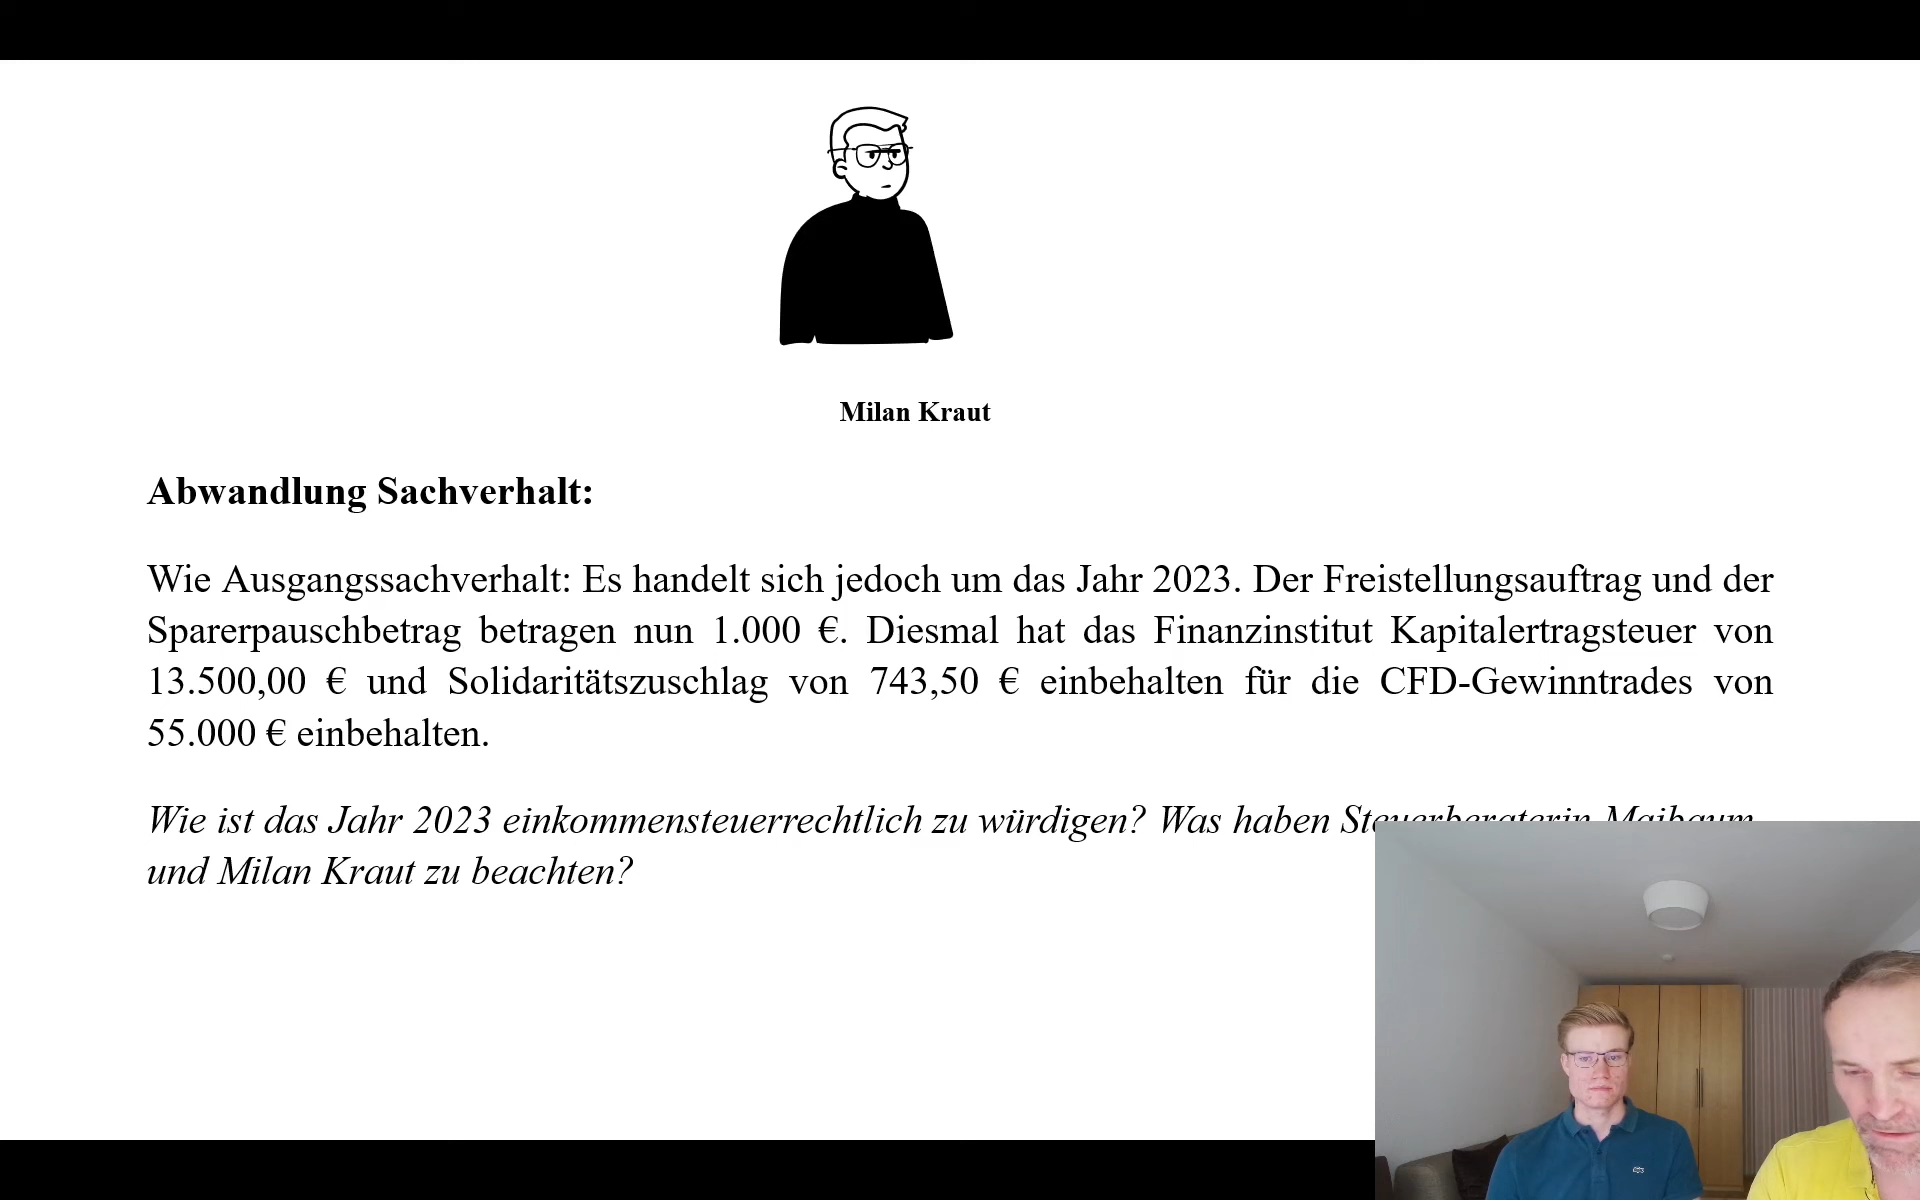 Milan Kraut
Abwandlung Sachverhalt:
Wie Ausgangssachverhalt: Es handelt sich jedoch um das Jahr 2023. Der Freistellungsauftrag und der
Sparerpauschbetrag betragen nun 1.000 €. Diesmal hat das Finanzinstitut Kapitalertragsteuer von
13.500,00 € und Solidaritätszuschlag von 743,50 € einbehalten für die CFD-Gewinntrades von
55.000 € einbehalten.
Wie ist das Jahr 2023 einkommensteuerrechtlich zu würdigen? Was haben Steuerberaterin Maibaum
und Milan Kraut zu beachten?